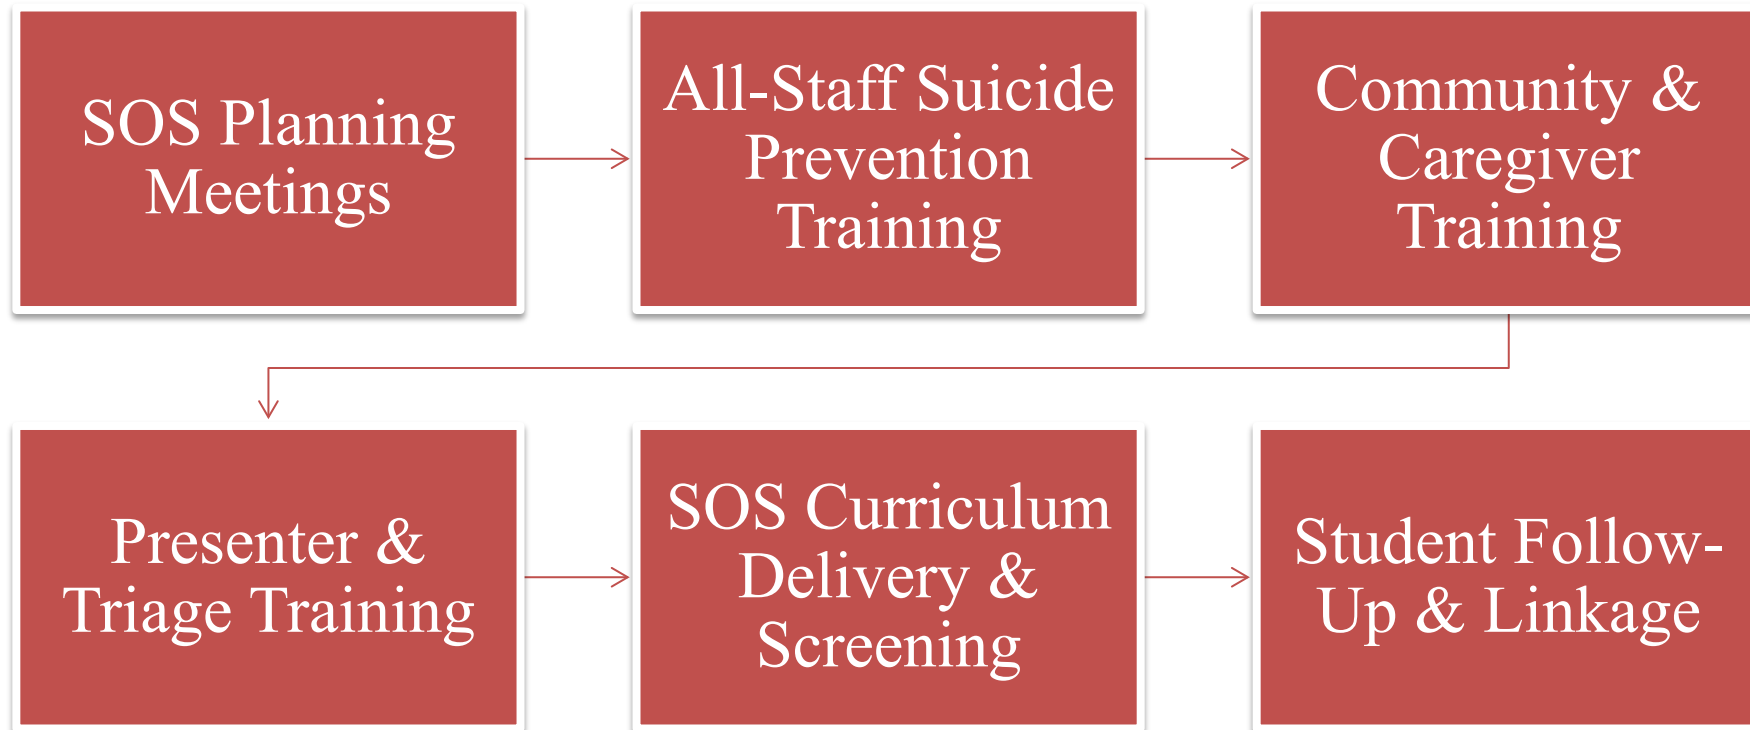 SOS Planning
Meetings
All-Staff Suicide
Prevention
Training
Community &
Caregiver
Training
Presenter &
Triage Training
SOS Curriculum
Delivery &
Screening
Student Follow-
Up & Linkage